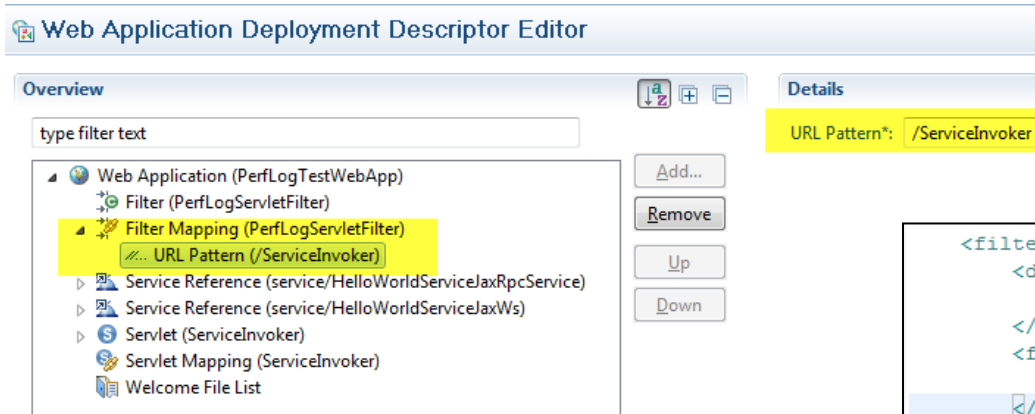 Web Application Deployment Descriptor Editor
Overview
type filter text
Web Application (PerfLogTestWebApp)
Filter (PerfLogServletFilter)
Filter Mapping (PerfLogServletFilter)
//... URL Pattern (/ServiceInvoker)
Service Reference (service/HelloWorldServiceJaxRpcService)
Service Reference (service/HelloWorldServiceJaxWs)
Servlet (ServiceInvoker)
Servlet Mapping (ServiceInvoker)
Welcome File List
Add...
Remove
Up
Down
Details
URL Pattern*: /ServiceInvoker
<filte
<d
</
<f
</